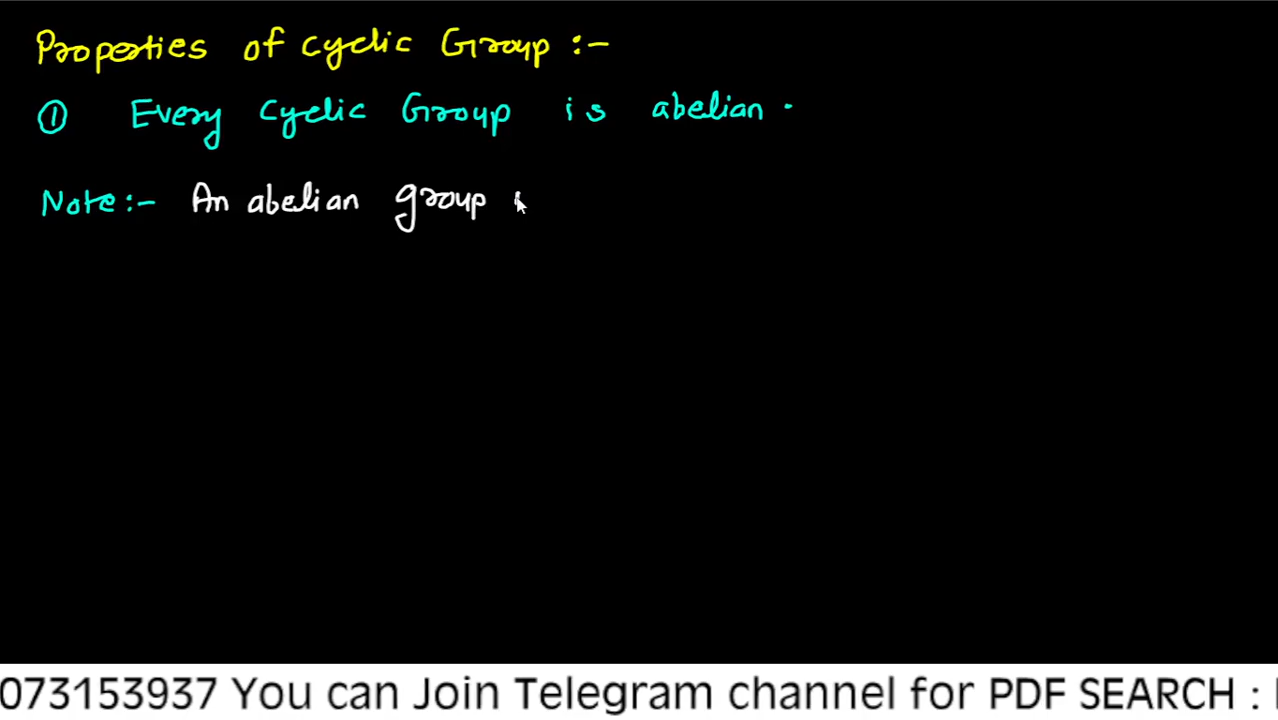 Properties of cyclic Group :-
① Every cyclic Group is abelian .
Note :- An abelian group
073153937 You can Join Telegram channel for PDF SEARCH :